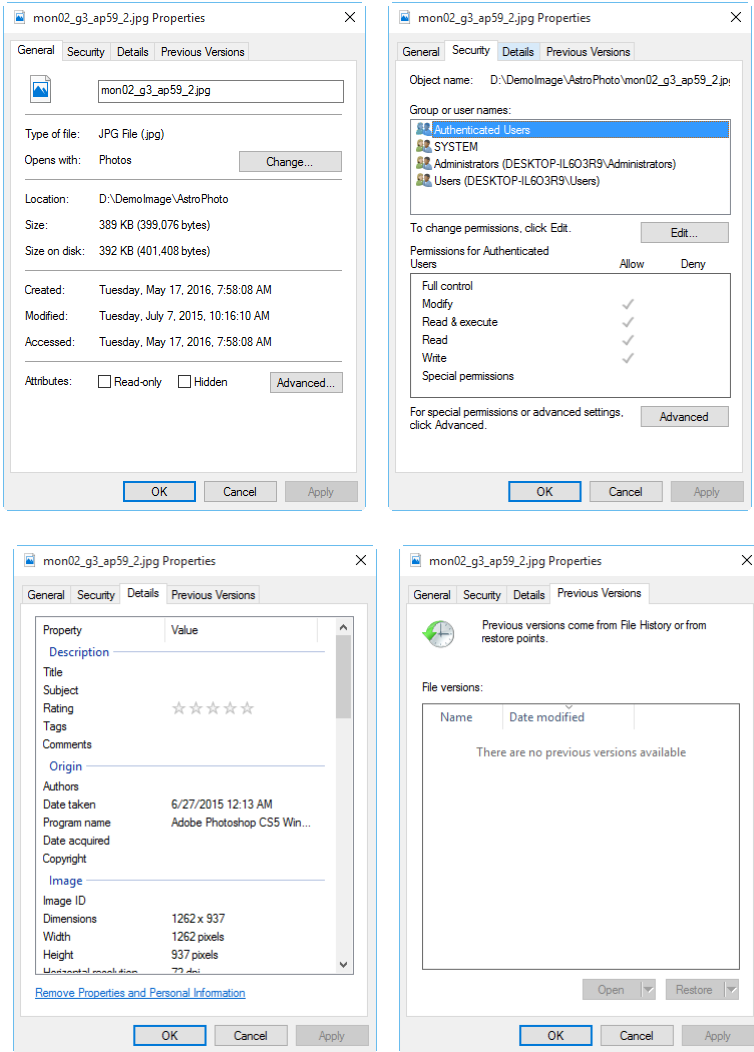 mon02_g3_ap59_2.jpg Properties
General Security Details Previous Versions
mon02_g3_ap59_2.jpg
Type of file: JPG File (.jpg)
Opens with: Photos Change...
Location: D:\DemoImage\AstroPhoto
Size: 389 KB (399,076 bytes)
Size on disk: 392 KB (401,408 bytes)
Created: Tuesday, May 17, 2016, 7:58:08 AM
Modified: Tuesday, July 7, 2015, 10:16:10 AM
Accessed: Tuesday, May 17, 2016, 7:58:08 AM
Attributes: Read-only Hidden Advanced...
OK Cancel Apply
mon02_g3_ap59_2.jpg Properties
General Security Details Previous Versions
Object name: D:\DemoImage\AstroPhoto\mon02_g3_ap59_2.jp
Group or user names:
Authenticated Users
SYSTEM
Administrators (DESKTOP-IL6O3R9\Administrators)
Users (DESKTOP-IL6O3R9\Users)
To change permissions, click Edit. Edit...
Permissions for Authenticated
Users Allow Deny
Full control
Modify
Read & execute
Read
Write
Special permissions
For special permissions or advanced settings,
click Advanced. Advanced
OK Cancel Apply
mon02_g3_ap59_2.jpg Properties
General Security Details Previous Versions
Property Value
Description
Title
Subject
Rating
Tags
Comments
Origin
Authors
Date taken 6/27/2015 12:13 AM
Program name Adobe Photoshop CS5 Win...
Date acquired
Copyright
Image
Image ID
Dimensions 1262 x 937
Width 1262 pixels
Height 937 pixels
Horizontal resolution 72 dpi
Remove Properties and Personal Information
OK Cancel Apply
mon02_g3_ap59_2.jpg Properties
General Security Details Previous Versions
Previous versions come from File History or from
restore points.
File versions:
Name Date modified
There are no previous versions available
Open Restore
OK Cancel Apply